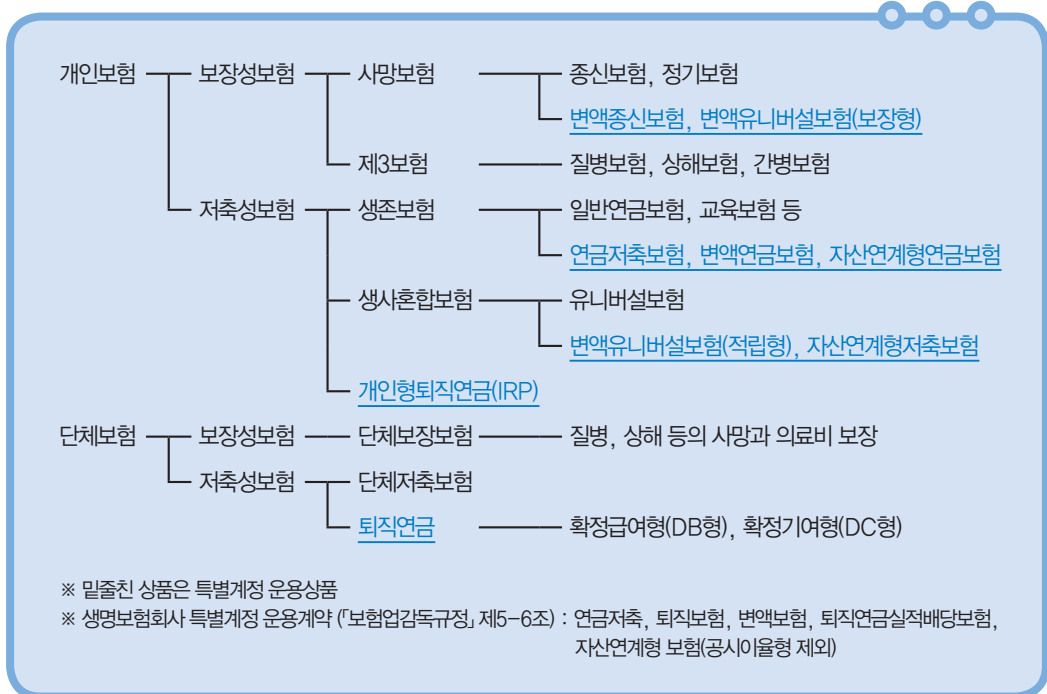 개인보험 보장성보험 사망보험 종신보험, 정기보험
변액종신보험, 변액유니버설보험(보장형)
제3보험 질병보험, 상해보험, 간병보험
저축성보험 생존보험 일반연금보험, 교육보험 등
연금저축보험, 변액연금보험, 자산연계형연금보험
생사혼합보험 유니버설보험
변액유니버설보험(적립형), 자산연계형저축보험
개인형퇴직연금(IRP)
단체보험 보장성보험 단체보장보험 질병, 상해 등의 사망과 의료비 보장
저축성보험 단체저축보험
퇴직연금 확정급여형(DB형), 확정기여형(DC형)
※ 밑줄친 상품은 특별계정 운용상품
※ 생명보험회사 특별계정 운용계약 (「보험업감독규정」 제5-6조) : 연금저축, 퇴직보험, 변액보험, 퇴직연금실적배당보험,
자산연계형 보험(공시이율형 제외)